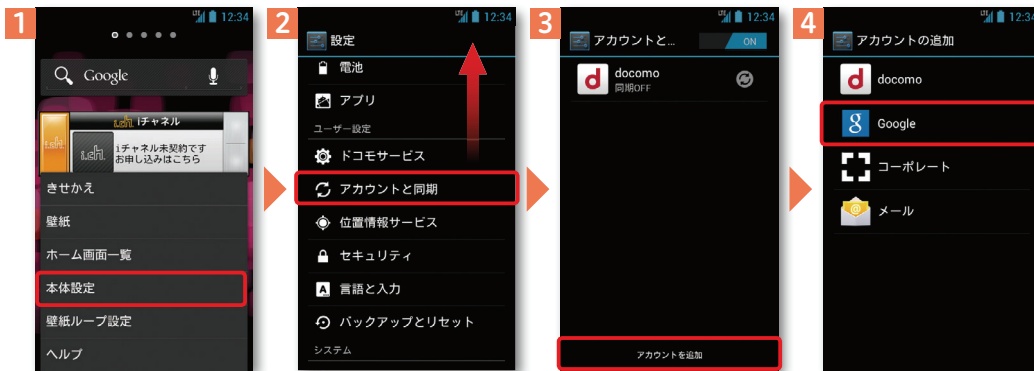 1
LTE 12:34
Google
i.ch. iチャネル
i.ch.
i.ch.
iチャネル未契約です
お申し込みはこちら
きせかえ
壁紙
ホーム画面一覧
本体設定
壁紙ループ設定
ヘルプ
2
LTE 12:34
設定
電池
アプリ
ユーザー設定
ドコモサービス
アカウントと同期
位置情報サービス
セキュリティ
A 言語と入力
バックアップとリセット
システム
3
LTE 12:34
アカウントと... ON
d docomo
同期OFF
アカウントを追加
4
LTE 12:34
アカウントの追加
d docomo
g Google
コーポレート
@ メール